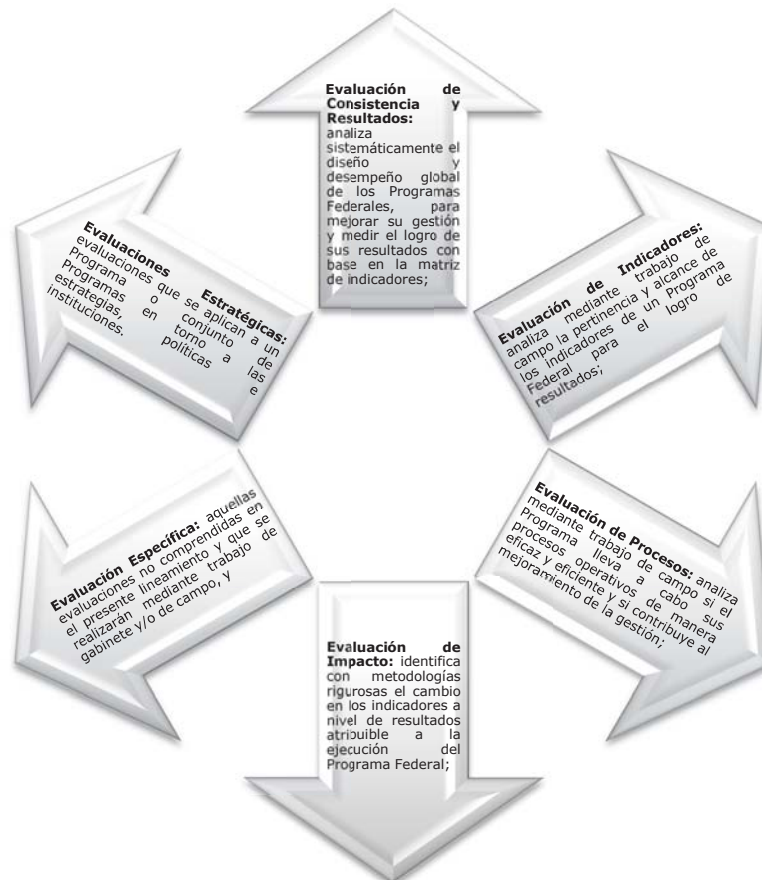 Evaluación de
Consistencia y
Resultados:
analiza
sistemáticamente el
diseño y
desempeño global
de los Programas
Federales, para
mejorar su gestión
y medir el logro de
sus resultados con
base en la matriz
de indicadores;
Evaluación de Indicadores:
analiza mediante trabajo de
campo la pertinencia y alcance de
los indicadores de un Programa
Federal para el logro de
resultados;
Evaluación de Procesos: analiza
mediante trabajo de campo si el
Programa lleva a cabo sus
procesos operativos de manera
eficaz y eficiente y si contribuye al
mejoramiento de la gestión;
Evaluación de
Impacto: identifica
con metodologías
rigurosas el cambio
en los indicadores a
nivel de resultados
atribuible a la
ejecución del
Programa Federal;
Evaluación Específica: aquellas
evaluaciones no comprendidas en
el presente lineamiento y que se
realizarán mediante trabajo de
gabinete y/o de campo, y
Evaluaciones Estratégicas:
evaluaciones que se aplican a un
Programa o conjunto de
Programas en torno a las
estrategias, políticas e
instituciones.